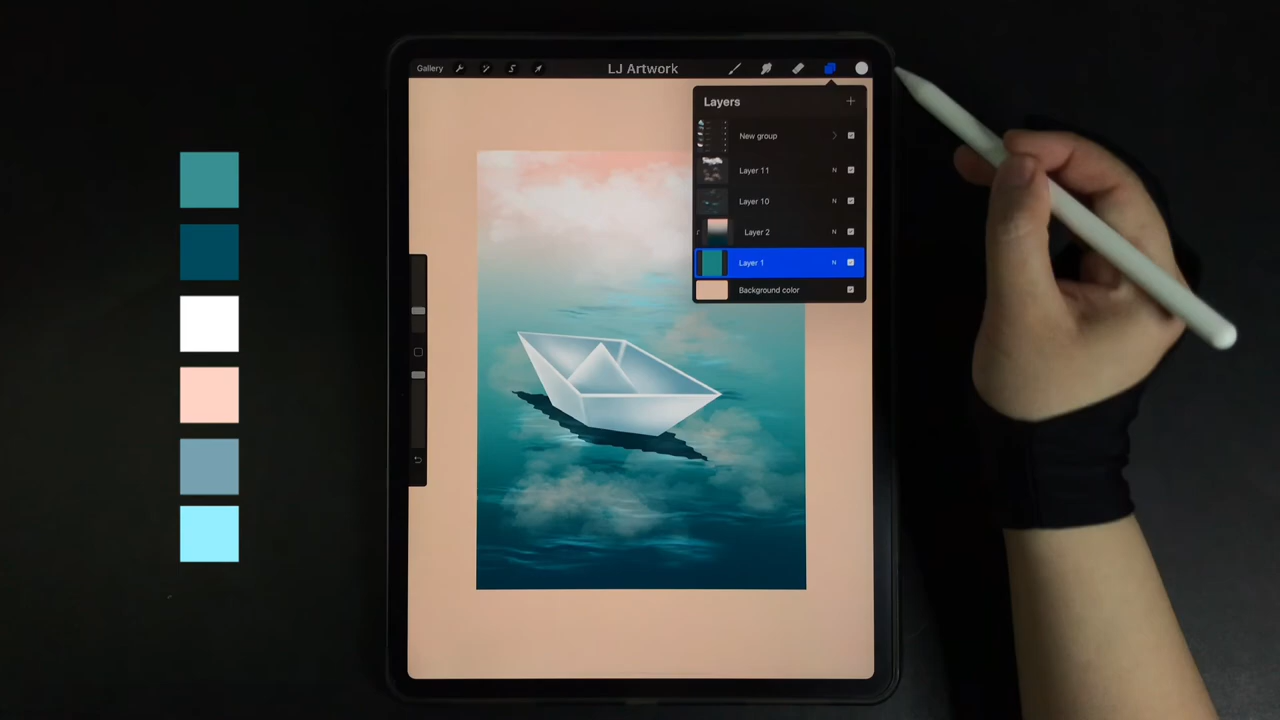 Gallery
LJ Artwork
Layers
New group
Layer 11 N
Layer 10 N
Layer 2 N
Layer 1 N
Background color